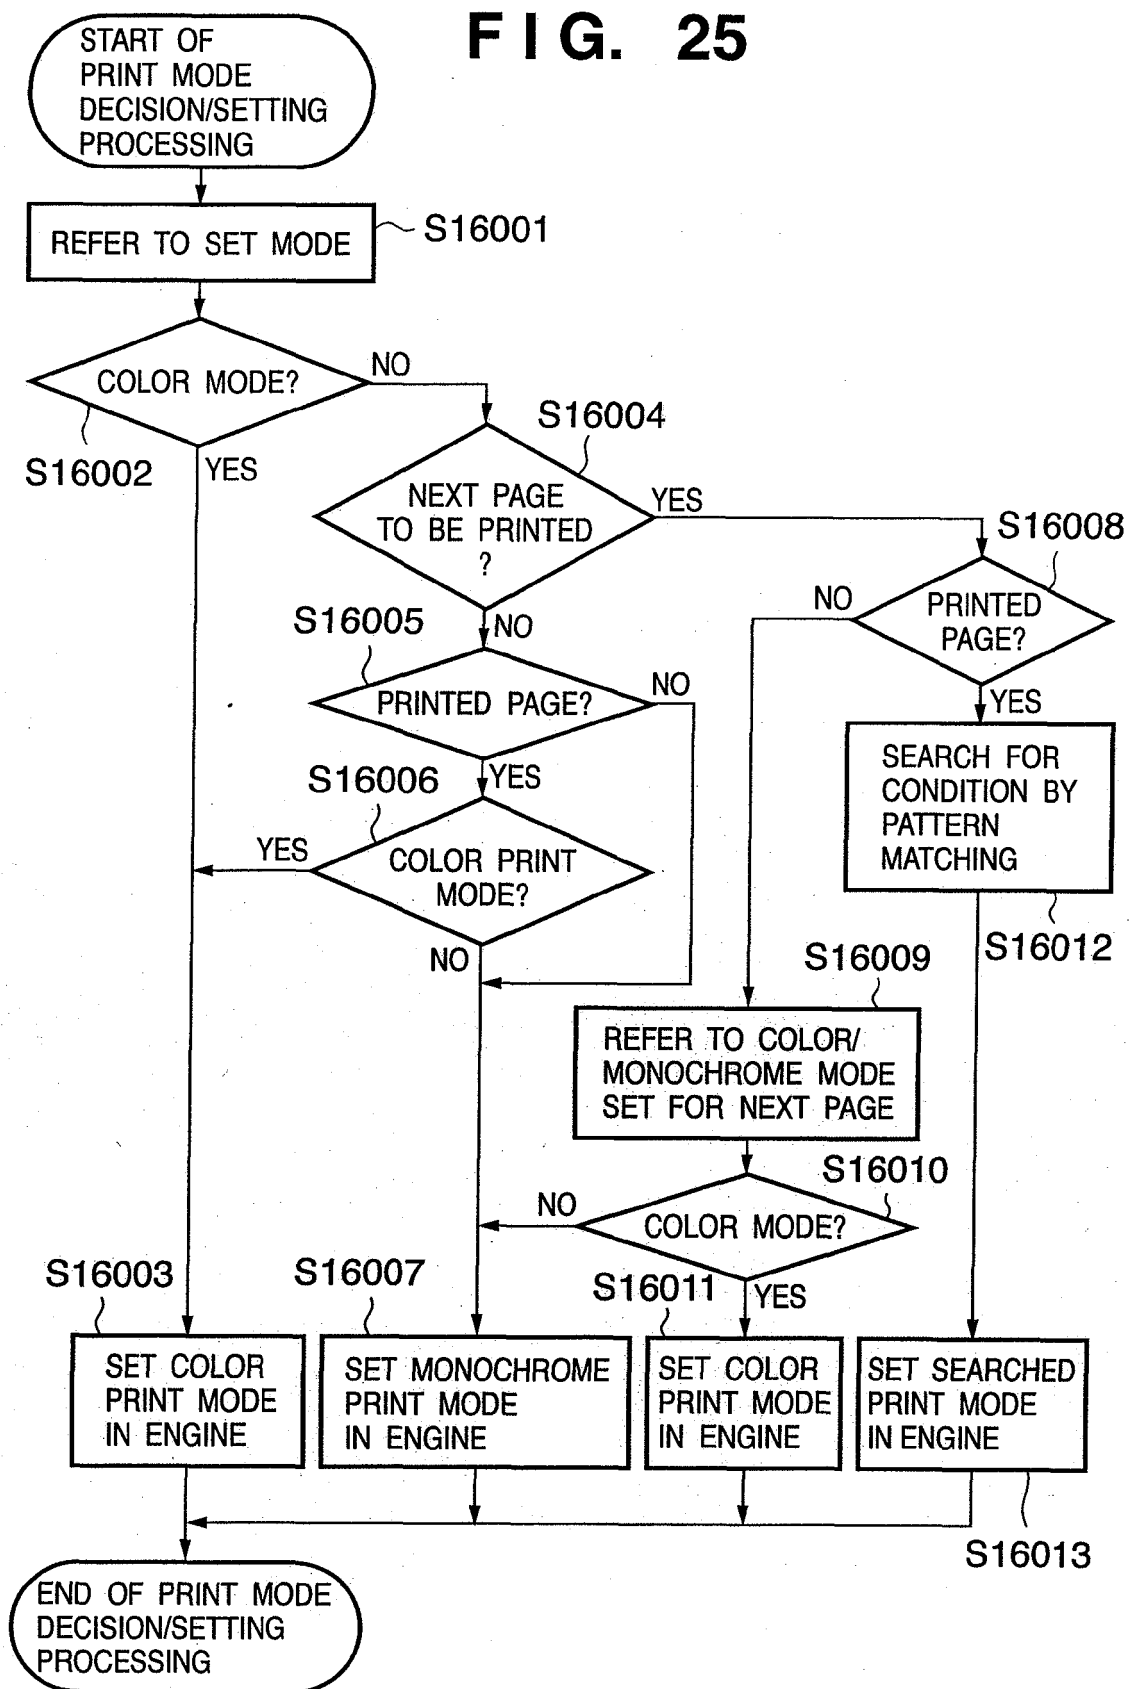 FIG. 25
START OF
PRINT MODE
DECISION/SETTING
PROCESSING
REFER TO SET MODE
S16001
COLOR MODE?
NO
S16002
YES
S16004
NEXT PAGE
TO BE PRINTED
?
YES
NO
S16008
PRINTED
PAGE?
NO
YES
S16005
PRINTED PAGE?
NO
YES
S16006
COLOR PRINT
MODE?
YES
NO
SEARCH FOR
CONDITION BY
PATTERN
MATCHING
S16012
S16009
REFER TO COLOR/
MONOCHROME MODE
SET FOR NEXT PAGE
S16010
COLOR MODE?
NO
YES
S16003
SET COLOR
PRINT MODE
IN ENGINE
S16007
SET MONOCHROME
PRINT MODE
IN ENGINE
S16011
SET COLOR
PRINT MODE
IN ENGINE
SET SEARCHED
PRINT MODE
IN ENGINE
S16013
END OF PRINT MODE
DECISION/SETTING
PROCESSING